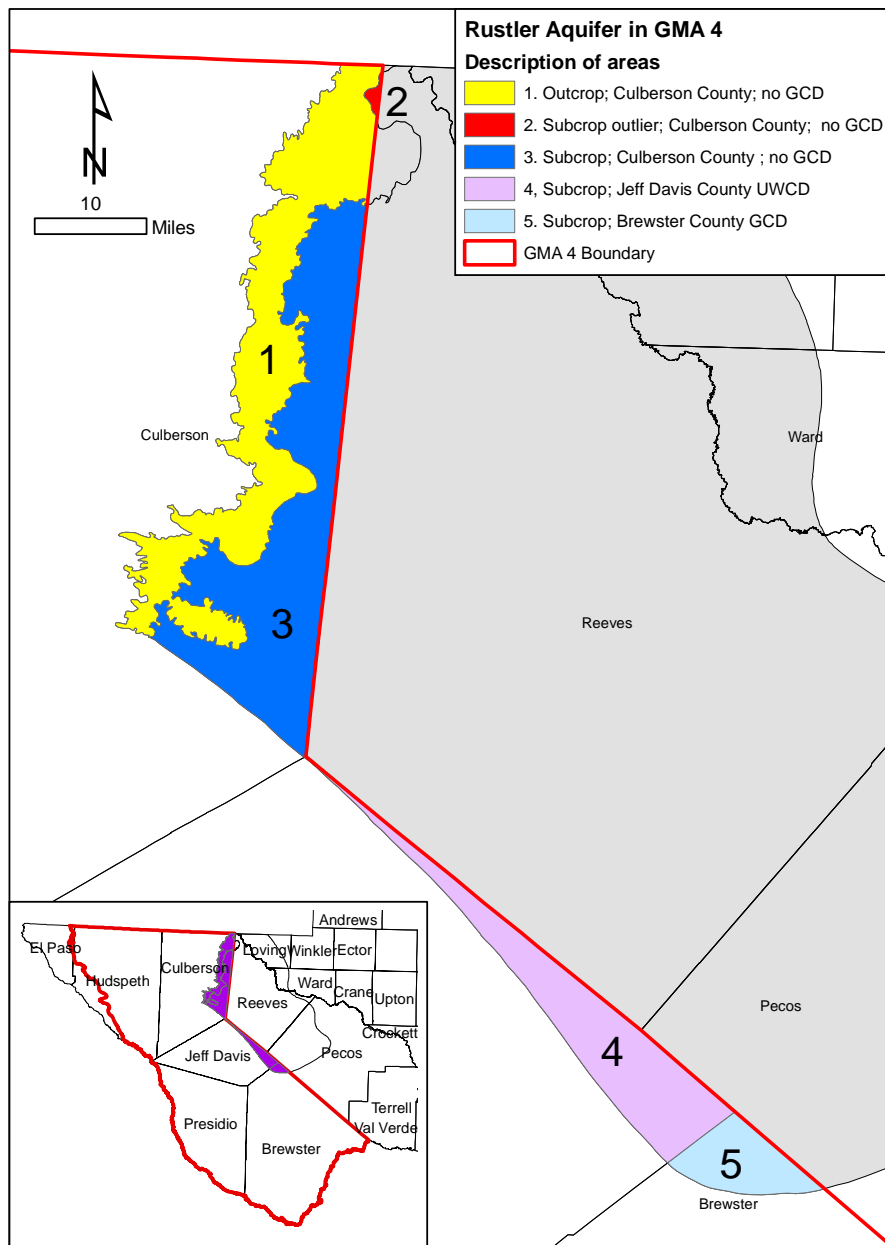 Rustler Aquifer in GMA 4
Description of areas
1. Outcrop; Culberson County; no GCD
2. Subcrop outlier; Culberson County; no GCD
3. Subcrop; Culberson County ; no GCD
4, Subcrop; Jeff Davis County UWCD
5. Subcrop; Brewster County GCD
GMA 4 Boundary
N
10
Miles
2
1
Culberson
Ward
3
Reeves
Pecos
4
5
Brewster
Andrews
El Paso
Hudspeth
Culberson
Loving
Winkler
Ector
Ward
Crane
Upton
Reeves
Crockett
Jeff Davis
Pecos
Presidio
Brewster
Terrell
Val Verde